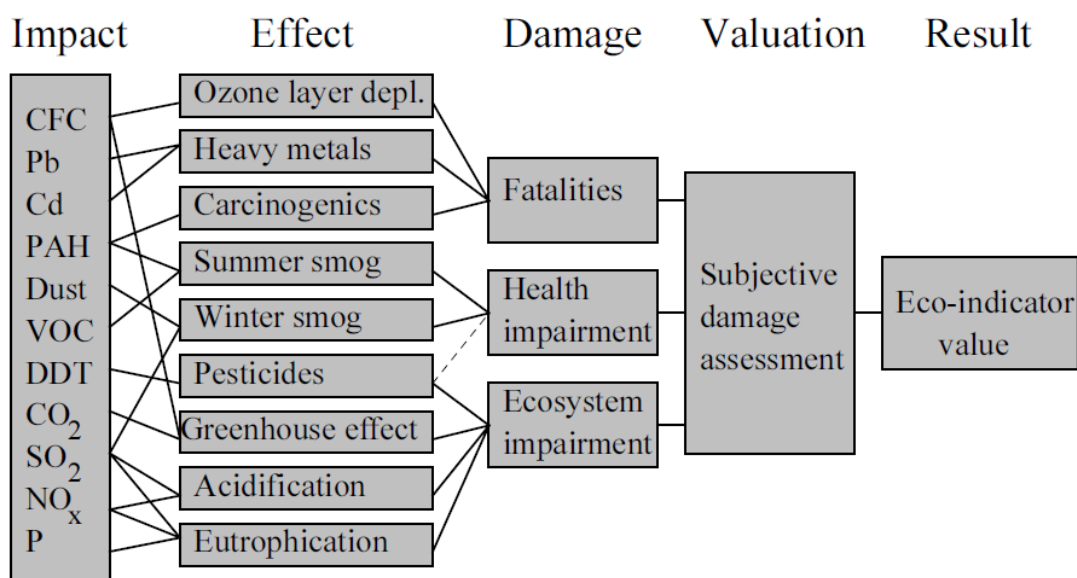 Impact Effect Damage Valuation Result
CFC
Pb
Cd
PAH
Dust
VOC
DDT
CO2
SO2
NOx
P
Ozone layer depl.
Heavy metals
Carcinogenics
Summer smog
Winter smog
Pesticides
Greenhouse effect
Acidification
Eutrophication
Fatalities
Health
impairment
Ecosystem
impairment
Subjective
damage
assessment
Eco-indicator
value